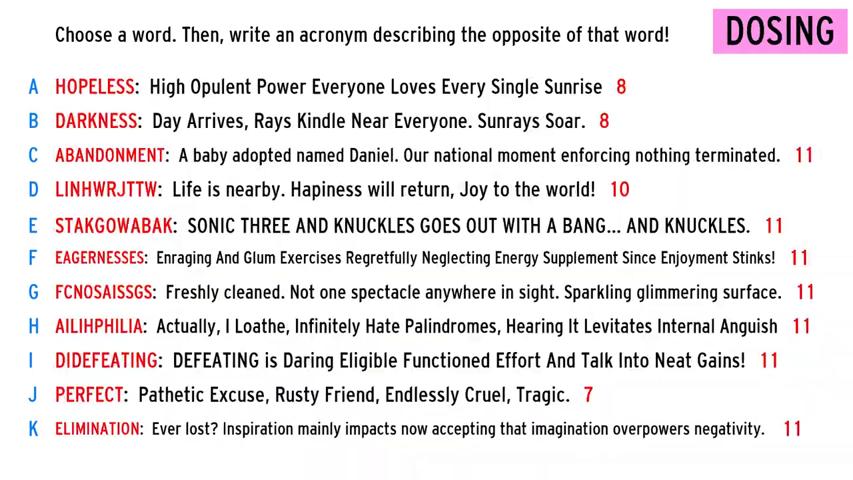 Choose a word. Then, write an acronym describing the opposite of that word!
DOSING
A HOPELESS: High Opulent Power Everyone Loves Every Single Sunrise 8
B DARKNESS: Day Arrives, Rays Kindle Near Everyone. Sunrays Soar. 8
C ABANDONMENT: A baby adopted named Daniel. Our national moment enforcing nothing terminated. 11
D LINHWRJTTW: Life is nearby. Hapiness will return, Joy to the world! 10
E STAKGOWABAK: SONIC THREE AND KNUCKLES GOES OUT WITH A BANG... AND KNUCKLES. 11
F EAGERNESSES: Enraging And Glum Exercises Regretfully Neglecting Energy Supplement Since Enjoyment Stinks! 11
G FCNOSAISSGS: Freshly cleaned. Not one spectacle anywhere in sight. Sparkling glimmering surface. 11
H AILIHPHILIA: Actually, I Loathe, Infinitely Hate Palindromes, Hearing It Levitates Internal Anguish 11
I DIDEFEATING: DEFEATING is Daring Eligible Functioned Effort And Talk Into Neat Gains! 11
J PERFECT: Pathetic Excuse, Rusty Friend, Endlessly Cruel, Tragic. 7
K ELIMINATION: Ever lost? Inspiration mainly impacts now accepting that imagination overpowers negativity. 11